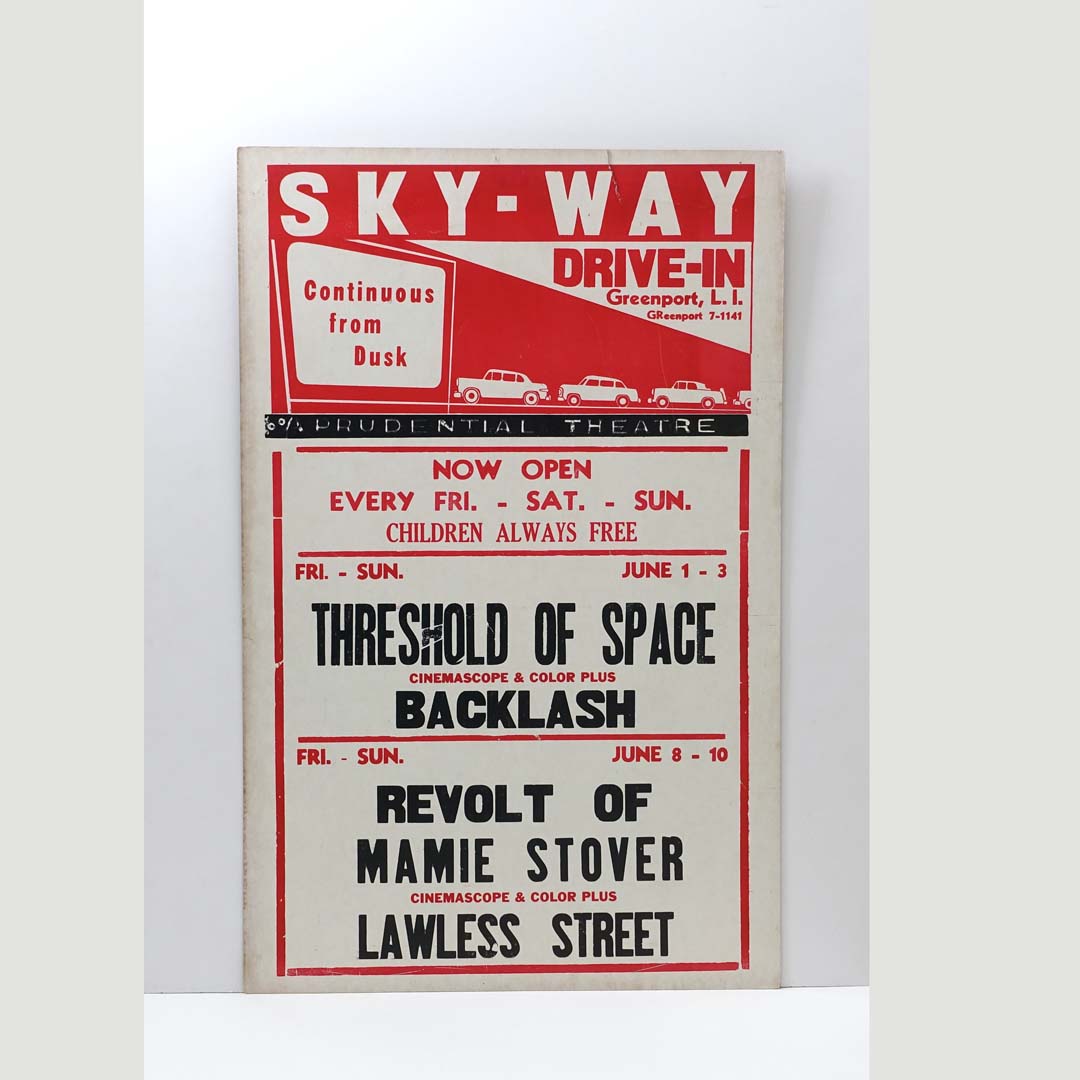 SKY-WAY
DRIVE-IN
Greenport, L. I.
GReenport 7-1141
Continuous
from
Dusk
PRUDENTIAL THEATRE
NOW OPEN
EVERY FRI. - SAT. - SUN.
CHILDREN ALWAYS FREE
FRI. - SUN. JUNE 1 - 3
THRESHOLD OF SPACE
CINEMASCOPE & COLOR PLUS
BACKLASH
FRI. - SUN. JUNE 8 - 10
REVOLT OF
MAMIE STOVER
CINEMASCOPE & COLOR PLUS
LAWLESS STREET